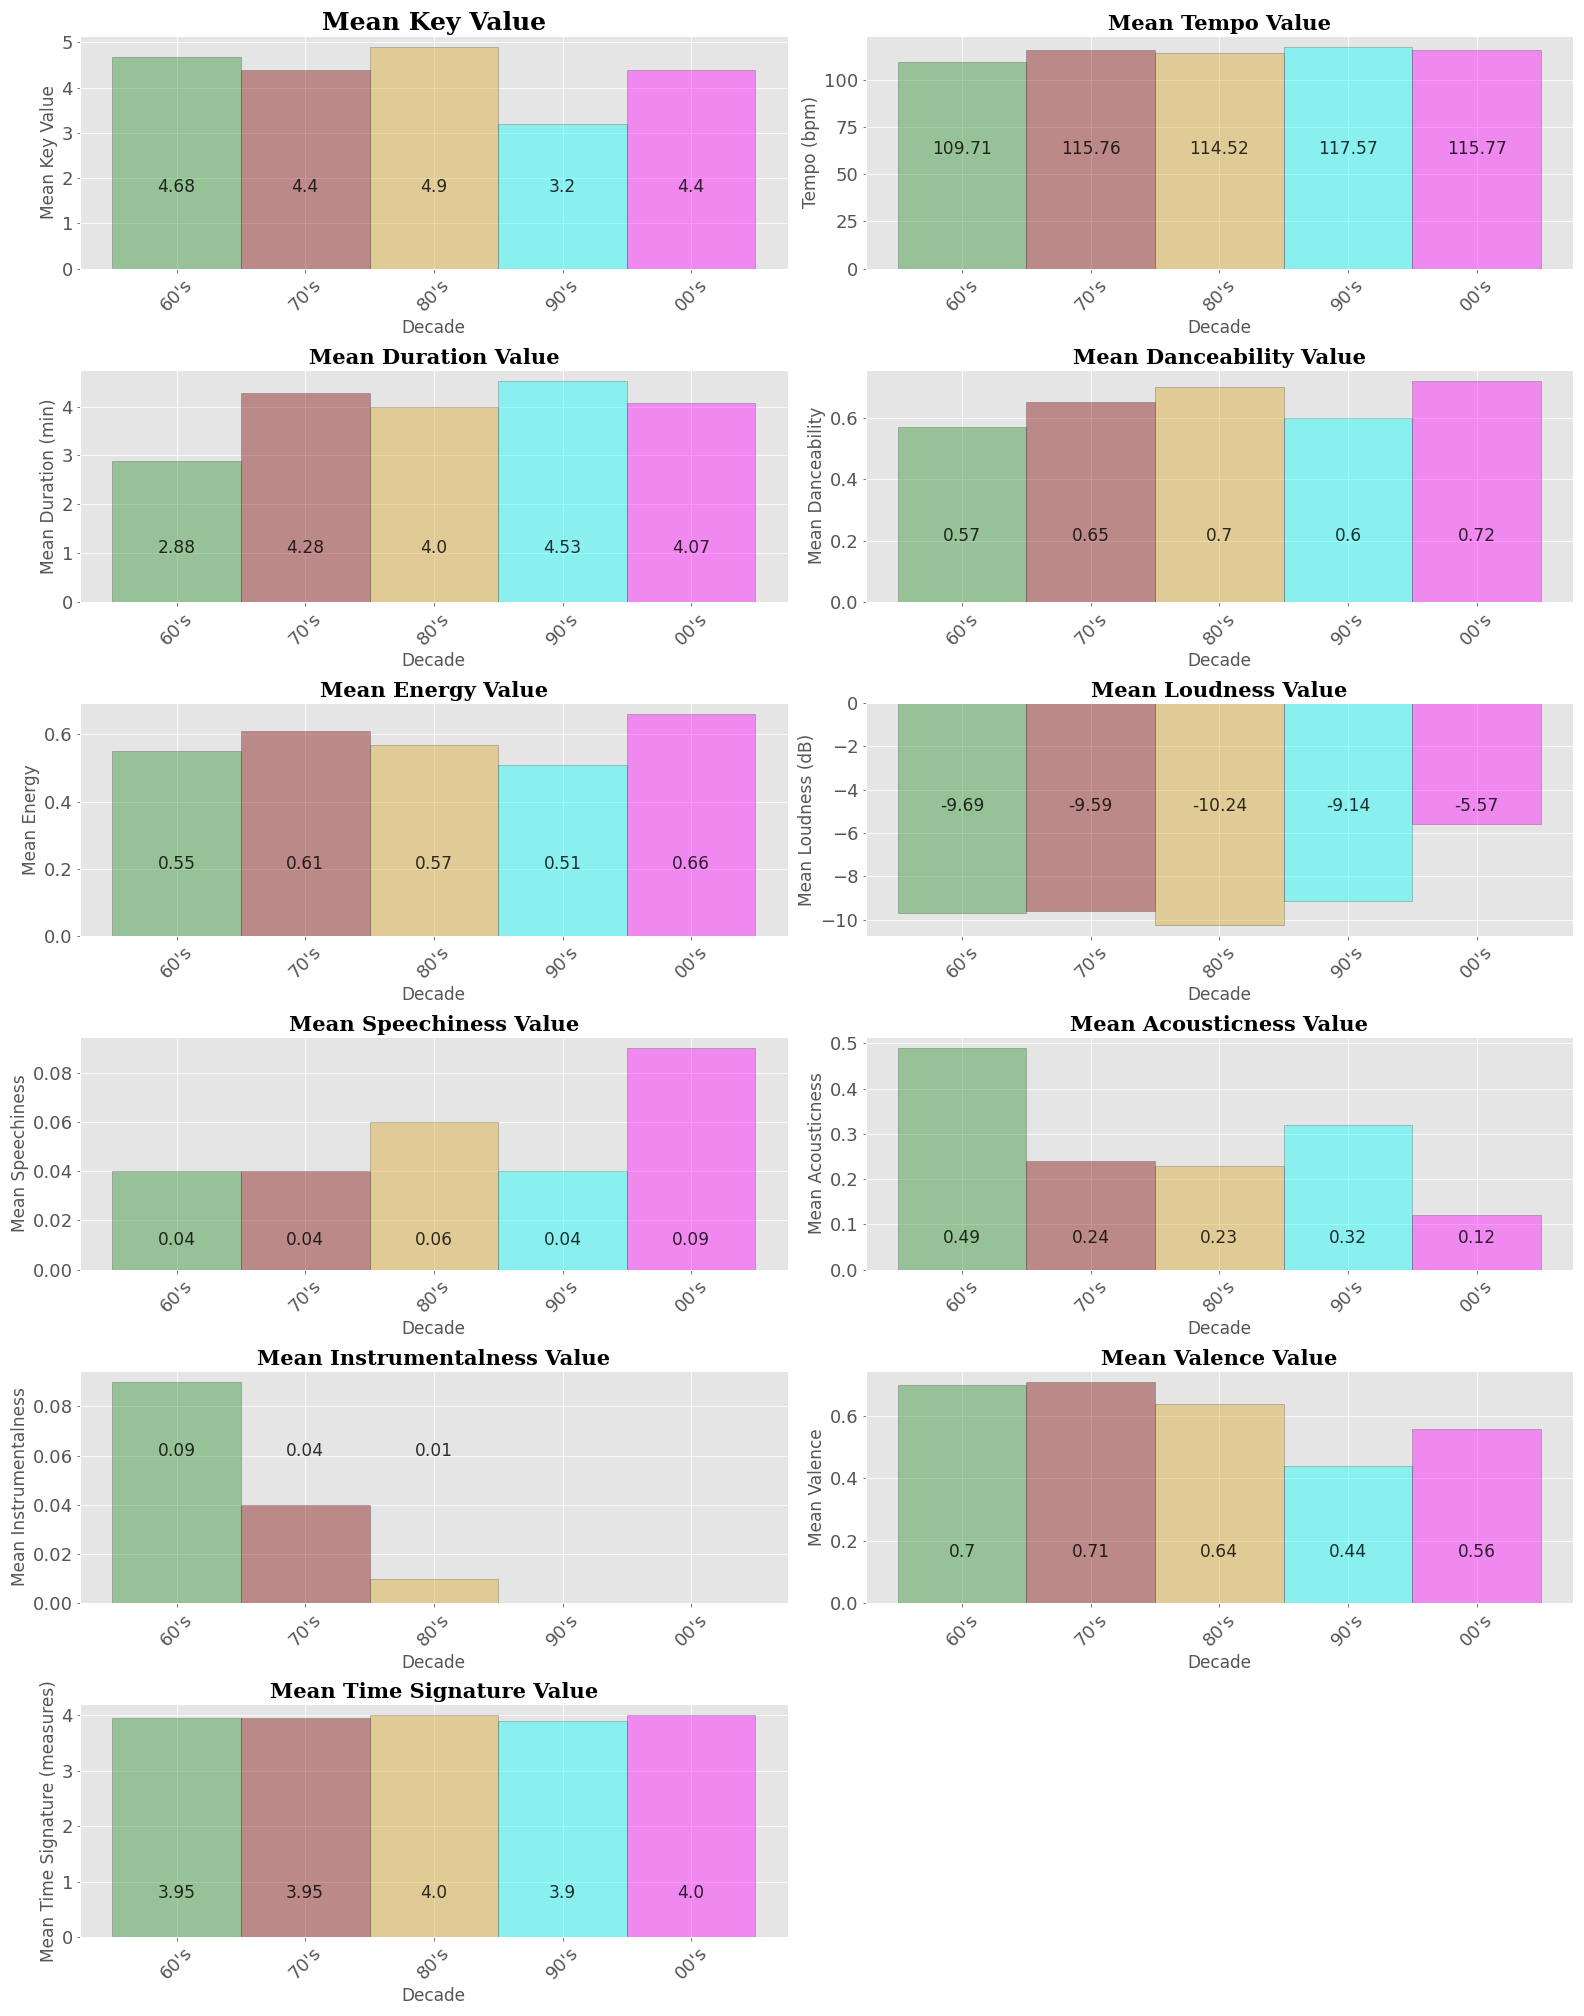 Mean Key Value
Mean Key Value
5
4
3
2
1
0
4.68
4.4
4.9
3.2
4.4
60's
70's
80's
90's
00's
Decade
Mean Tempo Value
Tempo (bpm)
100
75
50
25
0
109.71
115.76
114.52
117.57
115.77
60's
70's
80's
90's
00's
Decade
Mean Duration Value
Mean Duration (min)
4
3
2
1
0
2.88
4.28
4.0
4.53
4.07
60's
70's
80's
90's
00's
Decade
Mean Danceability Value
Mean Danceability
0.6
0.4
0.2
0.0
0.57
0.65
0.7
0.6
0.72
60's
70's
80's
90's
00's
Decade
Mean Energy Value
Mean Energy
0.6
0.4
0.2
0.0
0.55
0.61
0.57
0.51
0.66
60's
70's
80's
90's
00's
Decade
Mean Loudness Value
Mean Loudness (dB)
0
−2
−4
−6
−8
−10
-9.69
-9.59
-10.24
-9.14
-5.57
60's
70's
80's
90's
00's
Decade
Mean Speechiness Value
Mean Speechiness
0.08
0.06
0.04
0.02
0.00
0.04
0.04
0.06
0.04
0.09
60's
70's
80's
90's
00's
Decade
Mean Acousticness Value
Mean Acousticness
0.5
0.4
0.3
0.2
0.1
0.0
0.49
0.24
0.23
0.32
0.12
60's
70's
80's
90's
00's
Decade
Mean Instrumentalness Value
Mean Instrumentalness
0.08
0.06
0.04
0.02
0.00
0.09
0.04
0.01
60's
70's
80's
90's
00's
Decade
Mean Valence Value
Mean Valence
0.6
0.4
0.2
0.0
0.7
0.71
0.64
0.44
0.56
60's
70's
80's
90's
00's
Decade
Mean Time Signature Value
Mean Time Signature (measures)
4
3
2
1
0
3.95
3.95
4.0
3.9
4.0
60's
70's
80's
90's
00's
Decade